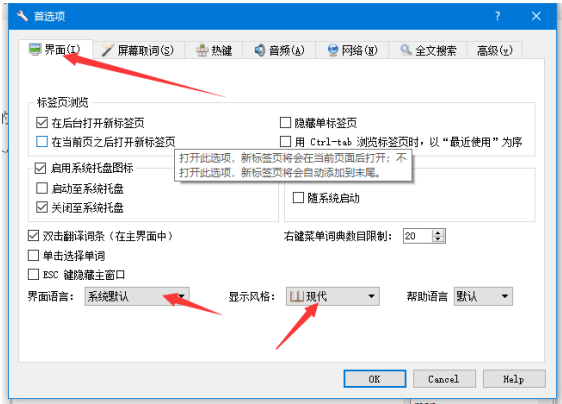 首选项
界面(I) 屏幕取词(S) 热键 音频(A) 网络(N) 全文搜索 高级(v)
标签页浏览
在后台打开新标签页 隐藏单标签页
在当前页之后打开新标签页 用 Ctrl-tab 浏览标签页时，以“最近使用”为序
打开此选项，新标签页将会在当前页面后打开；不
打开此选项，新标签页将会自动添加到末尾。
启用系统托盘图标
启动至系统托盘 随系统启动
关闭至系统托盘
双击翻译词条（在主界面中） 右键菜单词典数目限制： 20
单击选择单词
ESC 键隐藏主窗口
界面语言： 系统默认 显示风格： 现代 帮助语言 默认
OK Cancel Help